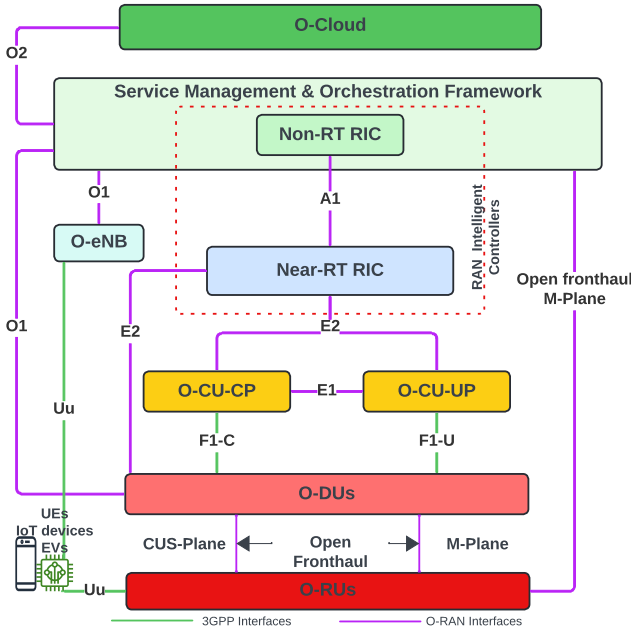 O-Cloud
O2
Service Management & Orchestration Framework
Non-RT RIC
O1
A1
RAN Intelligent
Controllers
O-eNB
Near-RT RIC
Open fronthaul
M-Plane
O1
E2
E2
O-CU-CP
E1
O-CU-UP
Uu
F1-C
F1-U
O-DUs
UEs
IoT devices
EVs
CUS-Plane
Open
Fronthaul
M-Plane
Uu
O-RUs
3GPP Interfaces
O-RAN Interfaces